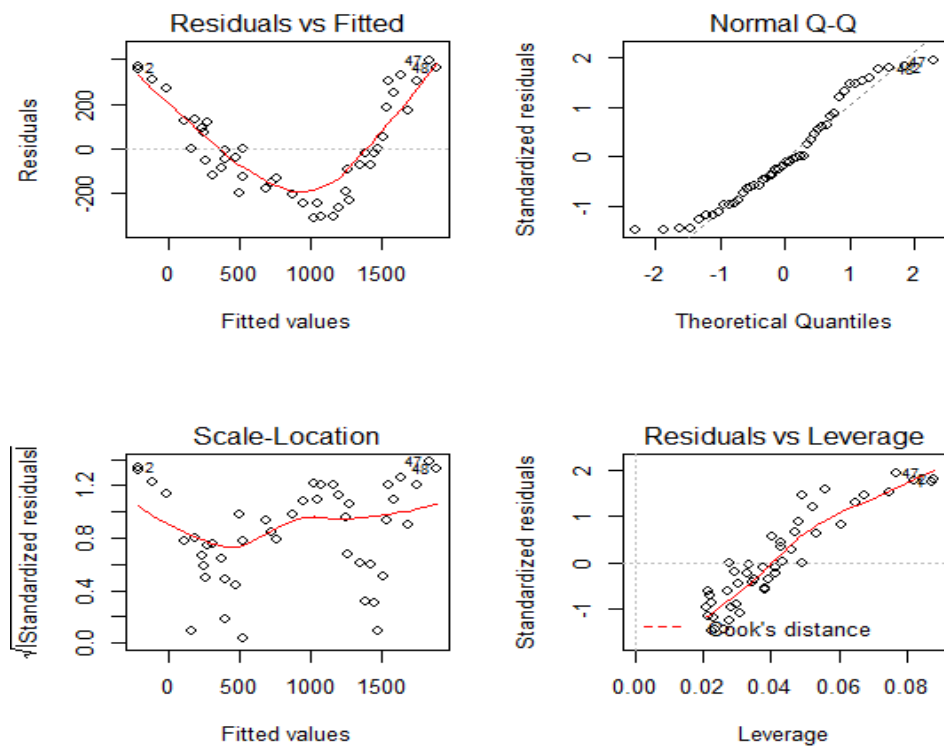 Residuals vs Fitted
Residuals
-200 0 200
2
47
48
0 500 1000 1500
Fitted values
Normal Q-Q
Standardized residuals
-1 0 1 2
47
-2 -1 0 1 2
Theoretical Quantiles
Scale-Location
√|Standardized residuals|
0.0 0.4 0.8 1.2
2
47
48
0 500 1000 1500
Fitted values
Residuals vs Leverage
Standardized residuals
-1 0 1 2
47
ook's distance
0.00 0.02 0.04 0.06 0.08
Leverage